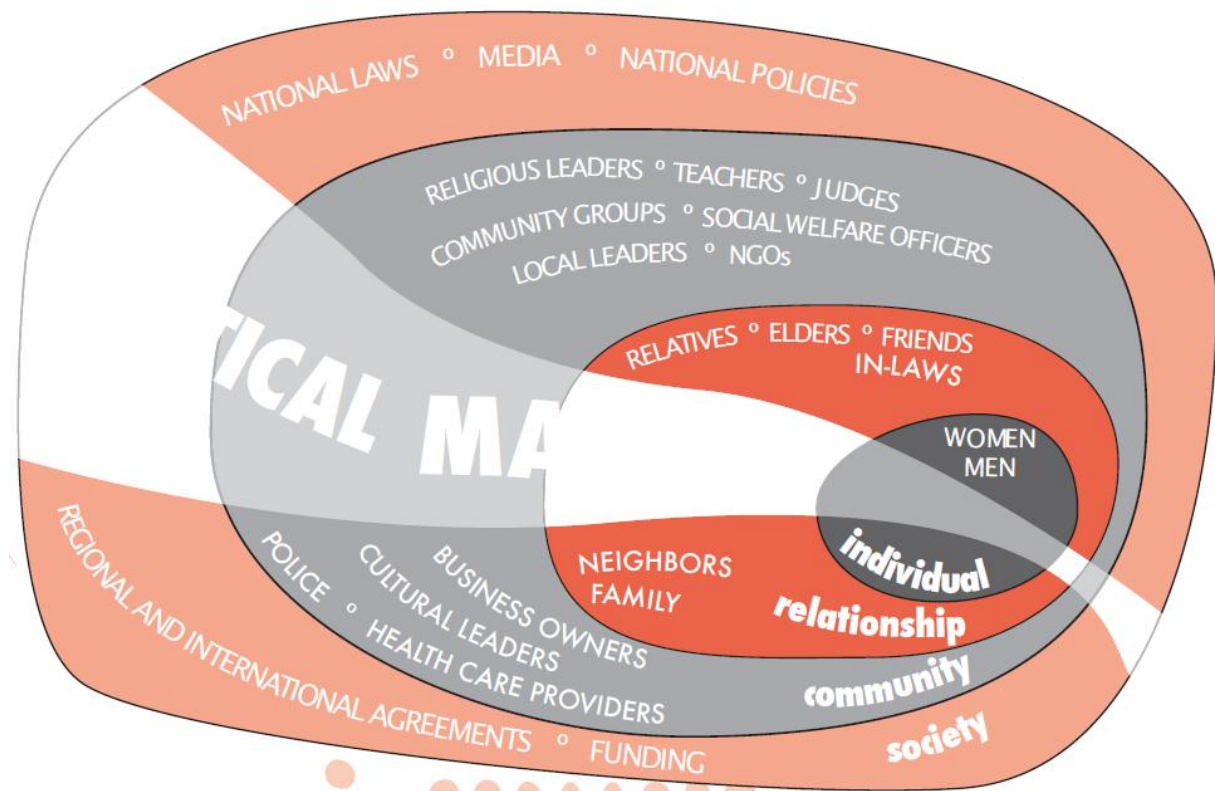 NATIONAL LAWS º MEDIA º NATIONAL POLICIES
RELIGIOUS LEADERS º TEACHERS º JUDGES
COMMUNITY GROUPS º SOCIAL WELFARE OFFICERS
LOCAL LEADERS º NGOs
RELATIVES º ELDERS º FRIENDS
IN-LAWS
WOMEN
MEN
TICAL MA
individual
NEIGHBORS
FAMILY
relationship
BUSINESS OWNERS
CULTURAL LEADERS
POLICE º HEALTH CARE PROVIDERS
community
REGIONAL AND INTERNATIONAL AGREEMENTS º FUNDING
society